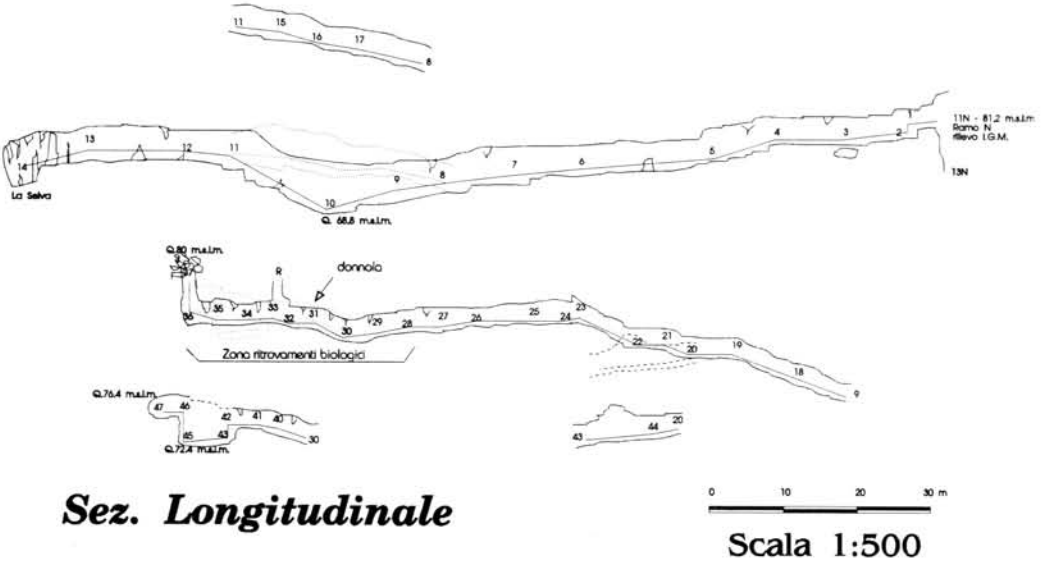 11 15 16 17 8
14 13 12 11 10 9 8 7 6 5 4 3 2
11N - 81,2 m.s.l.m
Ramo N
rilievo I.G.M.
13N
La Selva
Q. 68.8 m.s.l.m.
Q.80 m.s.l.m.
37
R
donnola
36 35 34 33 32 31 30 29 28 27 26 25 24 23 22 21 20 19 18 9
Zona ritrovamenti biologici
Q.76.4 m.s.l.m.
47 46 45 43 42 41 40 30
Q.72.4 m.s.l.m.
43 44 20
Sez. Longitudinale
0 10 20 30 m
Scala 1:500